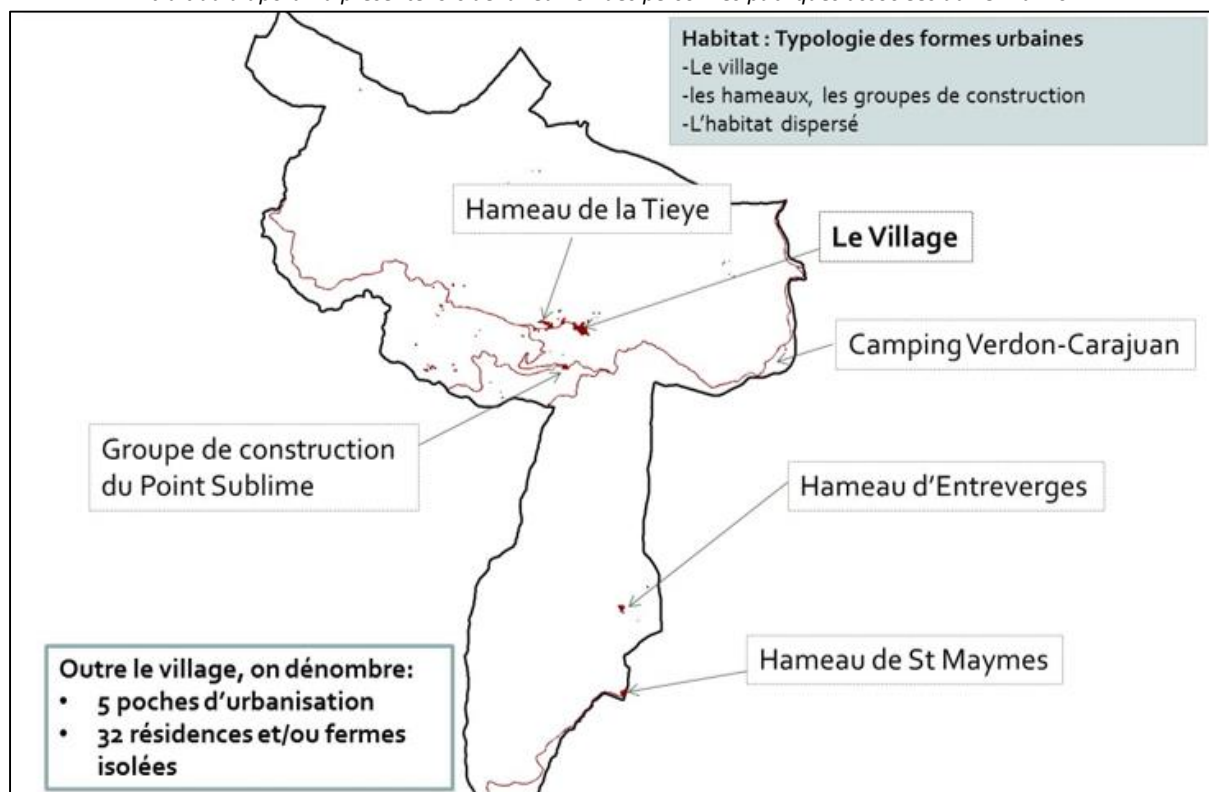 Habitat : Typologie des formes urbaines
-Le village
-les hameaux, les groupes de construction
-L'habitat dispersé
Hameau de la Tieye
Le Village
Camping Verdon-Carajuan
Groupe de construction
du Point Sublime
Hameau d'Entreverges
Hameau de St Maymes
Outre le village, on dénombre:
• 5 poches d'urbanisation
• 32 résidences et/ou fermes
isolées